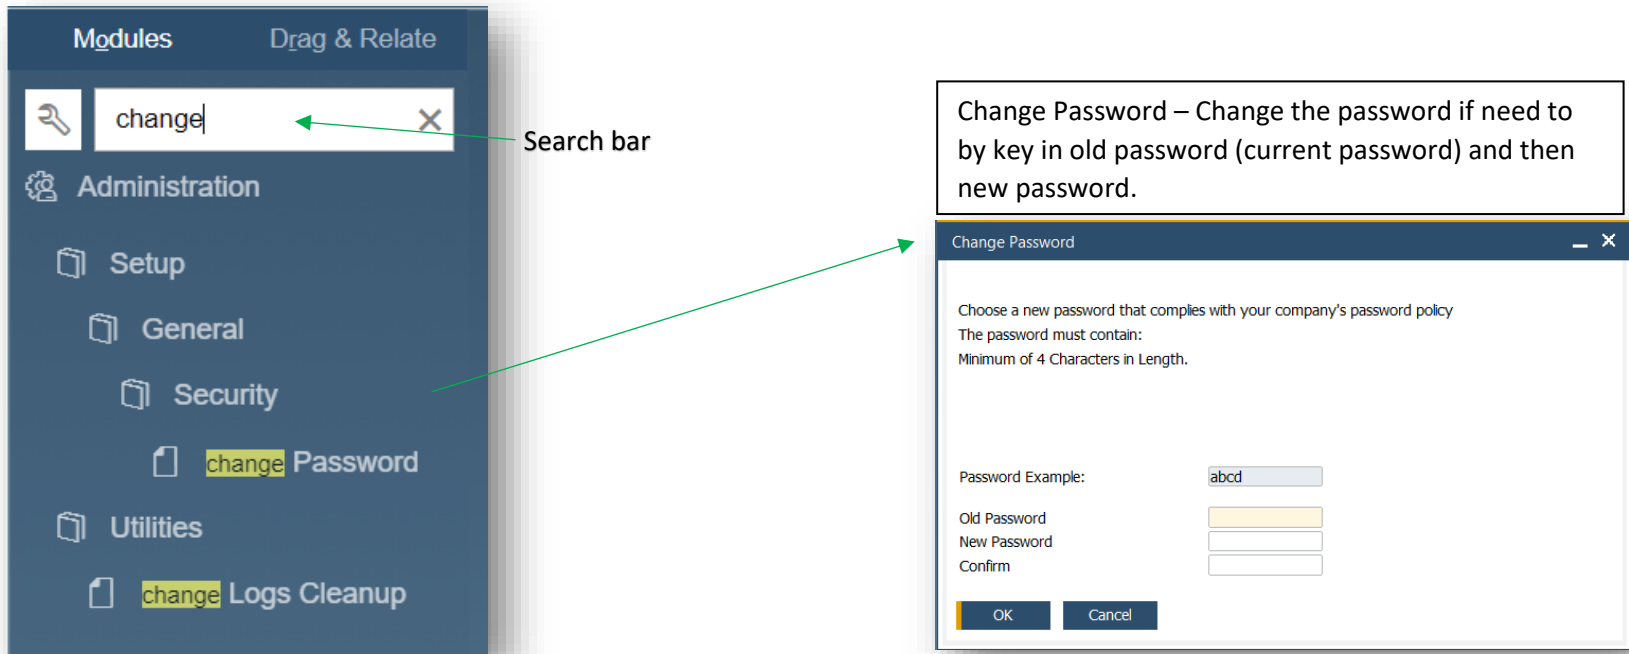 Modules Drag & Relate
change
Search bar
Administration
Setup
General
Security
change Password
Utilities
change Logs Cleanup
Change Password – Change the password if need to
by key in old password (current password) and then
new password.
Change Password
Choose a new password that complies with your company's password policy
The password must contain:
Minimum of 4 Characters in Length.
Password Example: abcd
Old Password
New Password
Confirm
OK Cancel